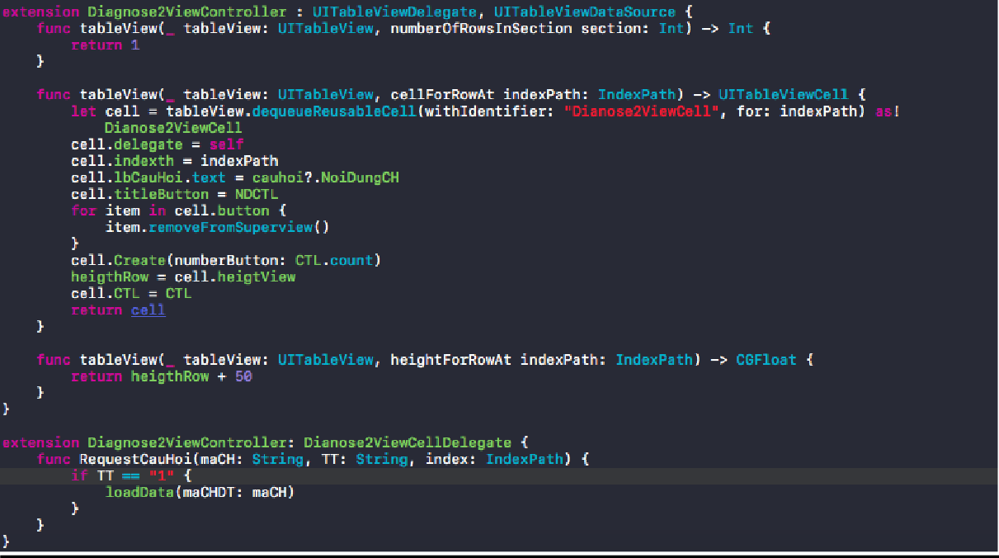 extension Diagnose2ViewController : UITableViewDelegate, UITableViewDataSource {
    func tableView(_ tableView: UITableView, numberOfRowsInSection section: Int) -> Int {
        return 1
    }

    func tableView(_ tableView: UITableView, cellForRowAt indexPath: IndexPath) -> UITableViewCell {
        let cell = tableView.dequeueReusableCell(withIdentifier: "Dianose2ViewCell", for: indexPath) as!
            Dianose2ViewCell
        cell.delegate = self
        cell.indexth = indexPath
        cell.lbCauHoi.text = cauhoi?.NoiDungCH
        cell.titleButton = NDCTL
        for item in cell.button {
            item.removeFromSuperview()
        }
        cell.Create(numberButton: CTL.count)
        heigthRow = cell.heigtView
        cell.CTL = CTL
        return cell
    }

    func tableView(_ tableView: UITableView, heightForRowAt indexPath: IndexPath) -> CGFloat {
        return heigthRow + 50
    }
}

extension Diagnose2ViewController: Dianose2ViewCellDelegate {
    func RequestCauHoi(maCH: String, TT: String, index: IndexPath) {
        if TT == "1" {
            loadData(maCHDT: maCH)
        }
    }
}